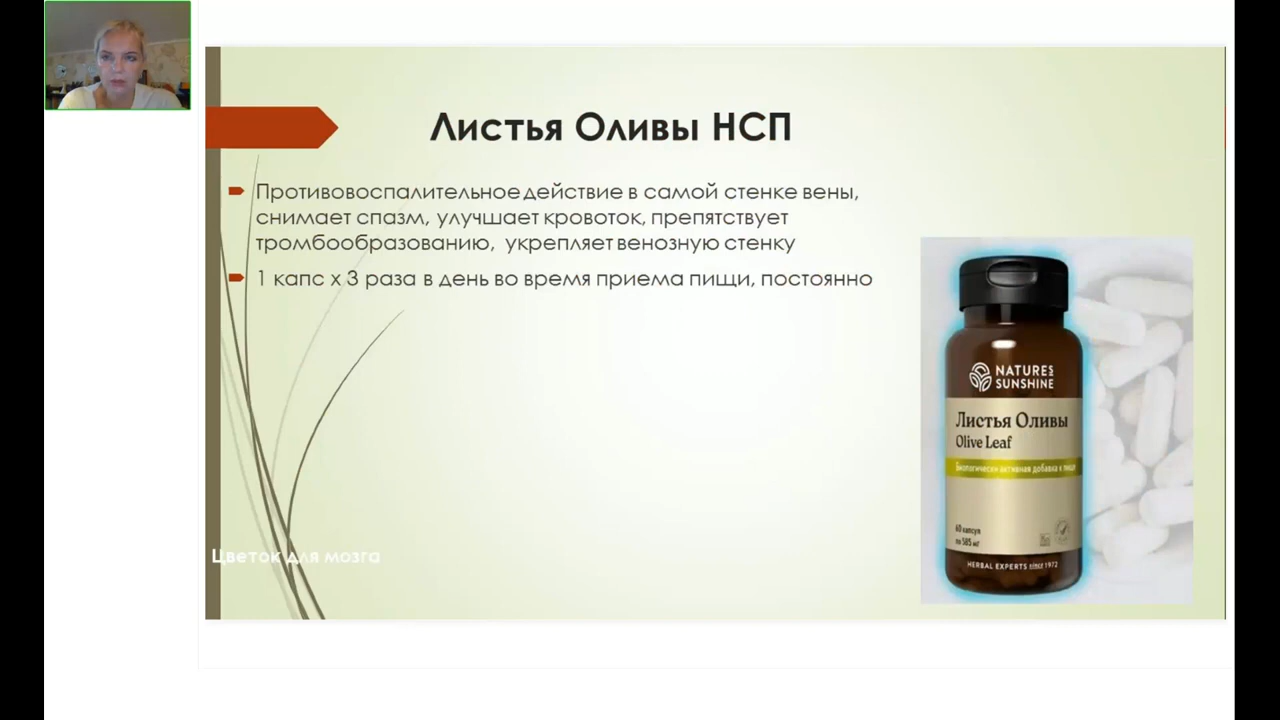 Листья Оливы НСП
Противовоспалительное действие в самой стенке вены,
снимает спазм, улучшает кровоток, препятствует
тромбообразованию, укрепляет венозную стенку
1 капс х 3 раза в день во время приема пищи, постоянно
NATURE'S
SUNSHINE
Листья Оливы
Olive Leaf
Биологически активная добавка к пище
60 капсул
по 585 мг
HERBAL EXPERTS since 1972
Цветок для мозга